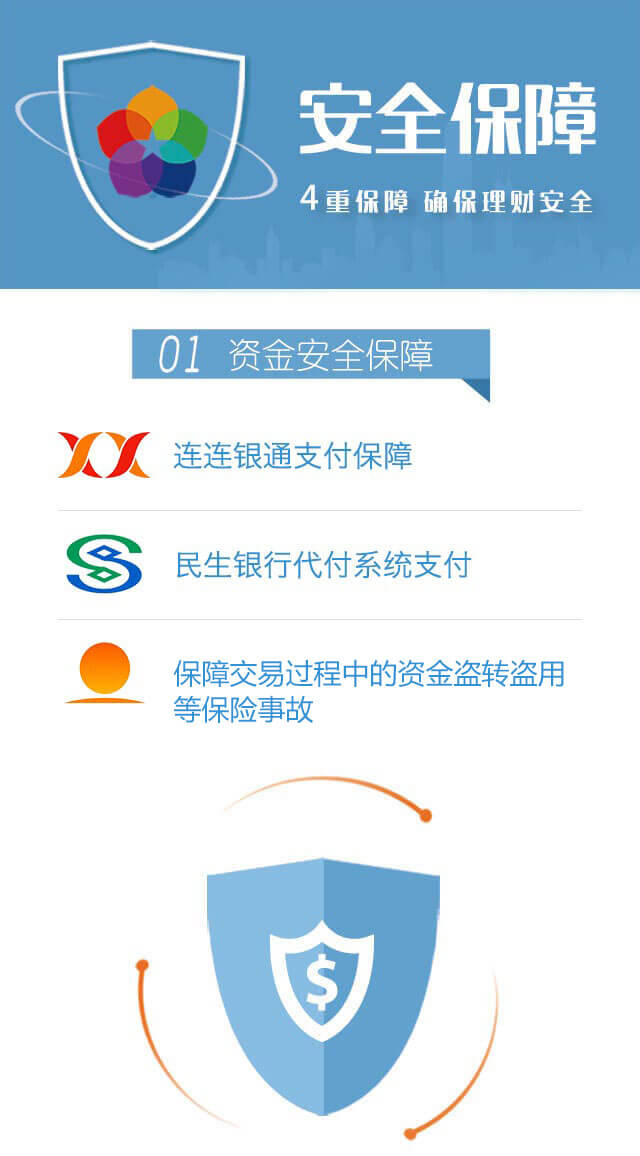 安全保障
4重保障 确保理财安全
01 资金安全保障
连连银通支付保障
民生银行代付系统支付
保障交易过程中的资金盗转盗用
等保险事故
$